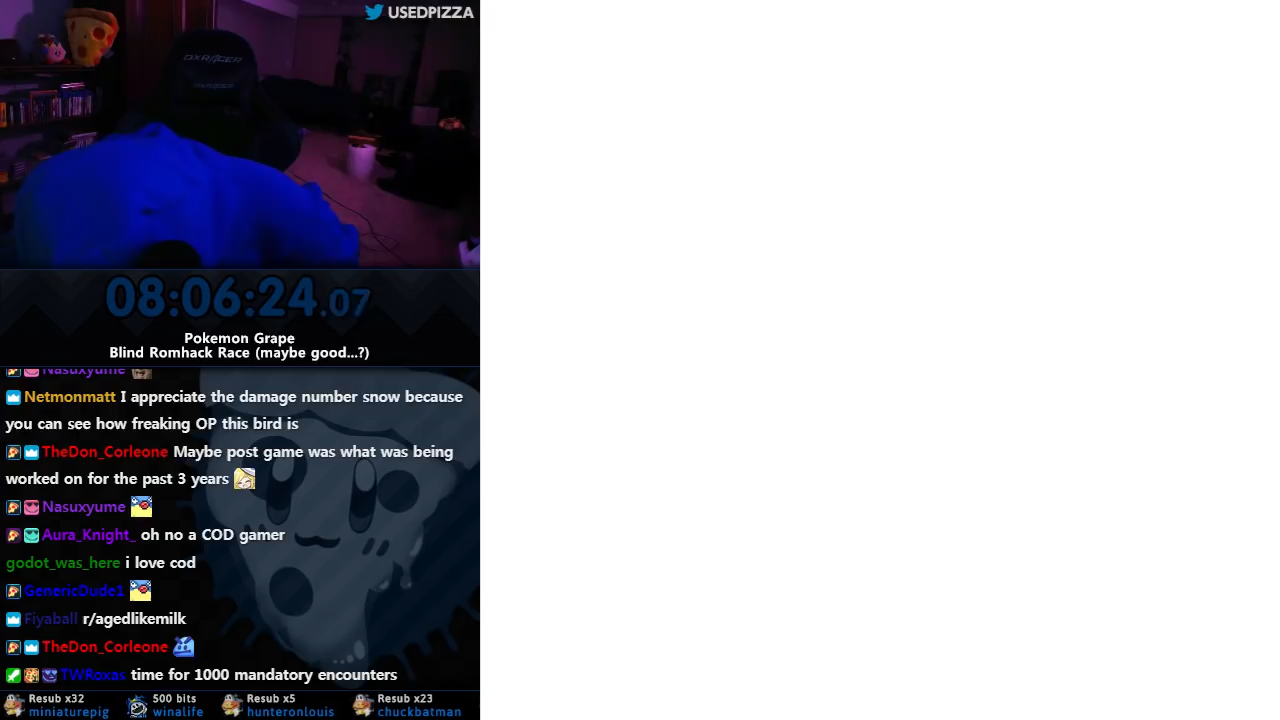 USEDPIZZA
DXRACER
08:06:24.07
Pokemon Grape
Blind Romhack Race (maybe good...?)
Nasuxyume
Netmonmatt I appreciate the damage number snow because
you can see how freaking OP this bird is
TheDon_Corleone Maybe post game was what was being
worked on for the past 3 years
Nasuxyume
Aura_Knight_ oh no a COD gamer
godot_was_here i love cod
GenericDude1
Fiyaball r/agedlikemilk
TheDon_Corleone
TWRoxas time for 1000 mandatory encounters
Resub x32 500 bits Resub x5 Resub x23
miniaturepig winalife hunteronlouis chuckbatman